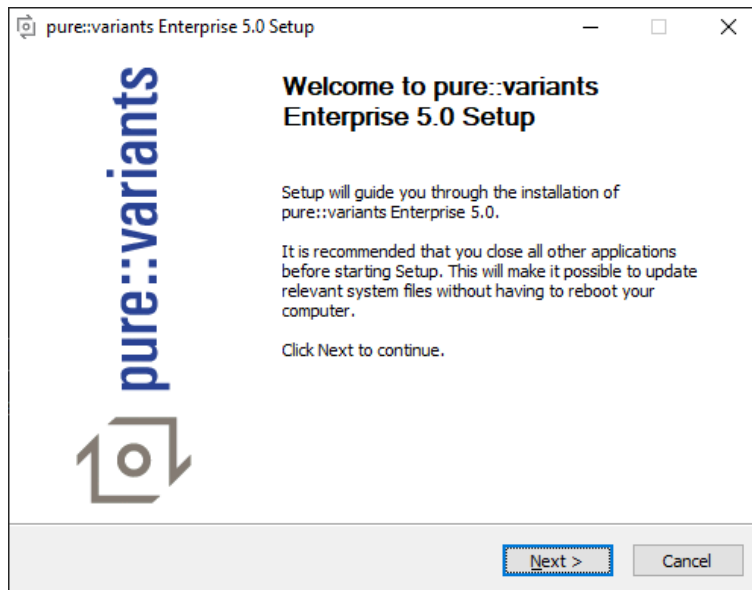 pure::variants Enterprise 5.0 Setup
pure::variants
Welcome to pure::variants
Enterprise 5.0 Setup
Setup will guide you through the installation of
pure::variants Enterprise 5.0.
It is recommended that you close all other applications
before starting Setup. This will make it possible to update
relevant system files without having to reboot your
computer.
Click Next to continue.
Next >
Cancel